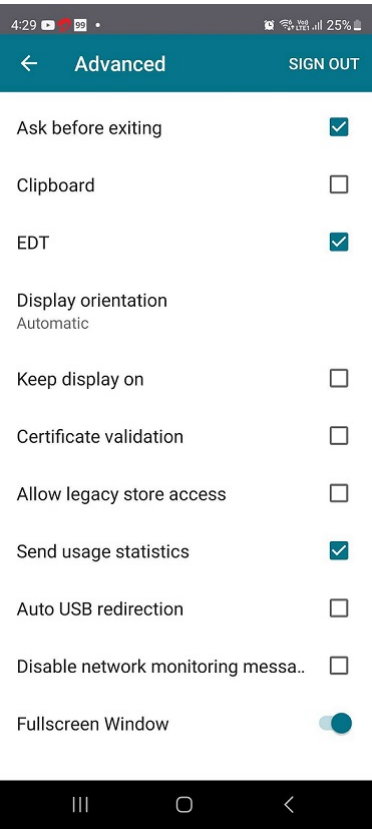 4:29 99 25%
Advanced SIGN OUT
Ask before exiting
Clipboard
EDT
Display orientation
Automatic
Keep display on
Certificate validation
Allow legacy store access
Send usage statistics
Auto USB redirection
Disable network monitoring messa..
Fullscreen Window